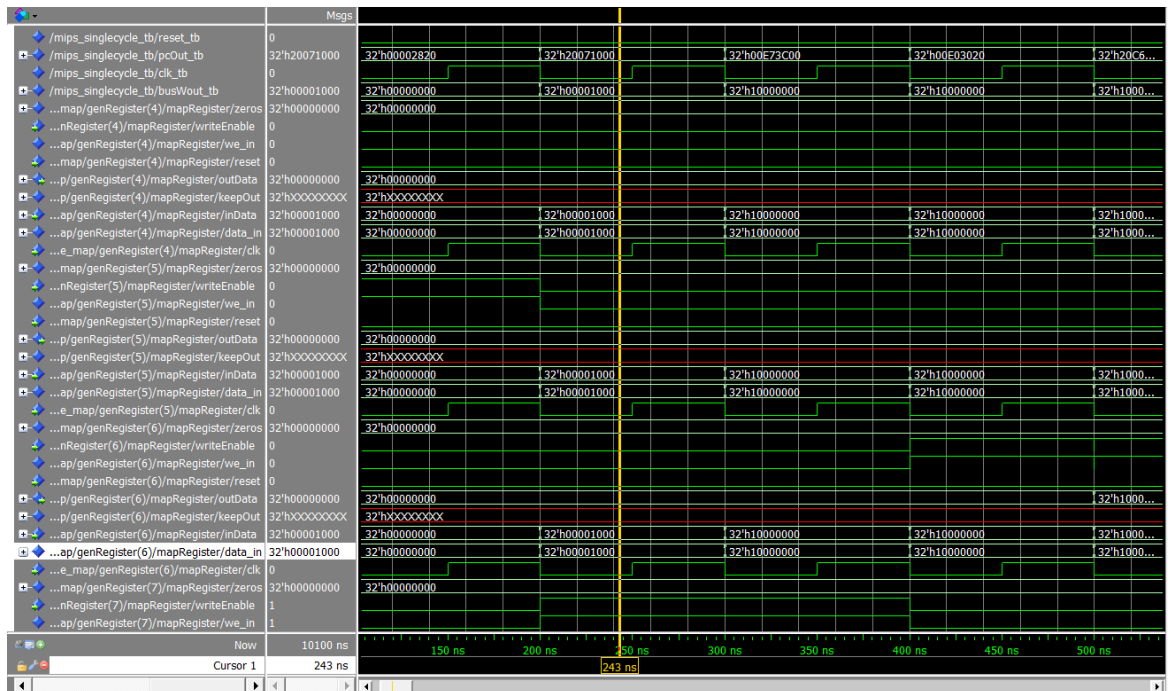 Msgs
/mips_singlecycle_tb/reset_tb 0
/mips_singlecycle_tb/pcOut_tb 32'h20071000 32'h00002820 32'h20071000 32'h00E73C00 32'h00E03020 32'h20C6...
/mips_singlecycle_tb/clk_tb 0
/mips_singlecycle_tb/busWout_tb 32'h00001000 32'h00000000 32'h00001000 32'h10000000 32'h10000000 32'h1000...
...map/genRegister(4)/mapRegister/zeros 32'h00000000 32'h00000000
...nRegister(4)/mapRegister/writeEnable 0
...ap/genRegister(4)/mapRegister/we_in 0
...map/genRegister(4)/mapRegister/reset 0
...p/genRegister(4)/mapRegister/outData 32'h00000000 32'h00000000
...p/genRegister(4)/mapRegister/keepOut 32'hXXXXXXXX 32'hXXXXXXXX
...ap/genRegister(4)/mapRegister/inData 32'h00001000 32'h00000000 32'h00001000 32'h10000000 32'h10000000 32'h1000...
...ap/genRegister(4)/mapRegister/data_in 32'h00001000 32'h00000000 32'h00001000 32'h10000000 32'h10000000 32'h1000...
...e_map/genRegister(4)/mapRegister/clk 0
...map/genRegister(5)/mapRegister/zeros 32'h00000000 32'h00000000
...nRegister(5)/mapRegister/writeEnable 0
...ap/genRegister(5)/mapRegister/we_in 0
...map/genRegister(5)/mapRegister/reset 0
...p/genRegister(5)/mapRegister/outData 32'h00000000 32'h00000000
...p/genRegister(5)/mapRegister/keepOut 32'hXXXXXXXX 32'hXXXXXXXX
...ap/genRegister(5)/mapRegister/inData 32'h00001000 32'h00000000 32'h00001000 32'h10000000 32'h10000000 32'h1000...
...ap/genRegister(5)/mapRegister/data_in 32'h00001000 32'h00000000 32'h00001000 32'h10000000 32'h10000000 32'h1000...
...e_map/genRegister(5)/mapRegister/clk 0
...map/genRegister(6)/mapRegister/zeros 32'h00000000 32'h00000000
...nRegister(6)/mapRegister/writeEnable 0
...ap/genRegister(6)/mapRegister/we_in 0
...map/genRegister(6)/mapRegister/reset 0
...p/genRegister(6)/mapRegister/outData 32'h00000000 32'h00000000 32'h1000...
...p/genRegister(6)/mapRegister/keepOut 32'hXXXXXXXX 32'hXXXXXXXX
...ap/genRegister(6)/mapRegister/inData 32'h00001000 32'h00000000 32'h00001000 32'h10000000 32'h10000000 32'h1000...
...ap/genRegister(6)/mapRegister/data_in 32'h00001000 32'h00000000 32'h00001000 32'h10000000 32'h10000000 32'h1000...
...e_map/genRegister(6)/mapRegister/clk 0
...map/genRegister(7)/mapRegister/zeros 32'h00000000 32'h00000000
...nRegister(7)/mapRegister/writeEnable 1
...ap/genRegister(7)/mapRegister/we_in 1
Now 10100 ns 150 ns 200 ns 250 ns 300 ns 350 ns 400 ns 450 ns 500 ns
Cursor 1 243 ns 243 ns